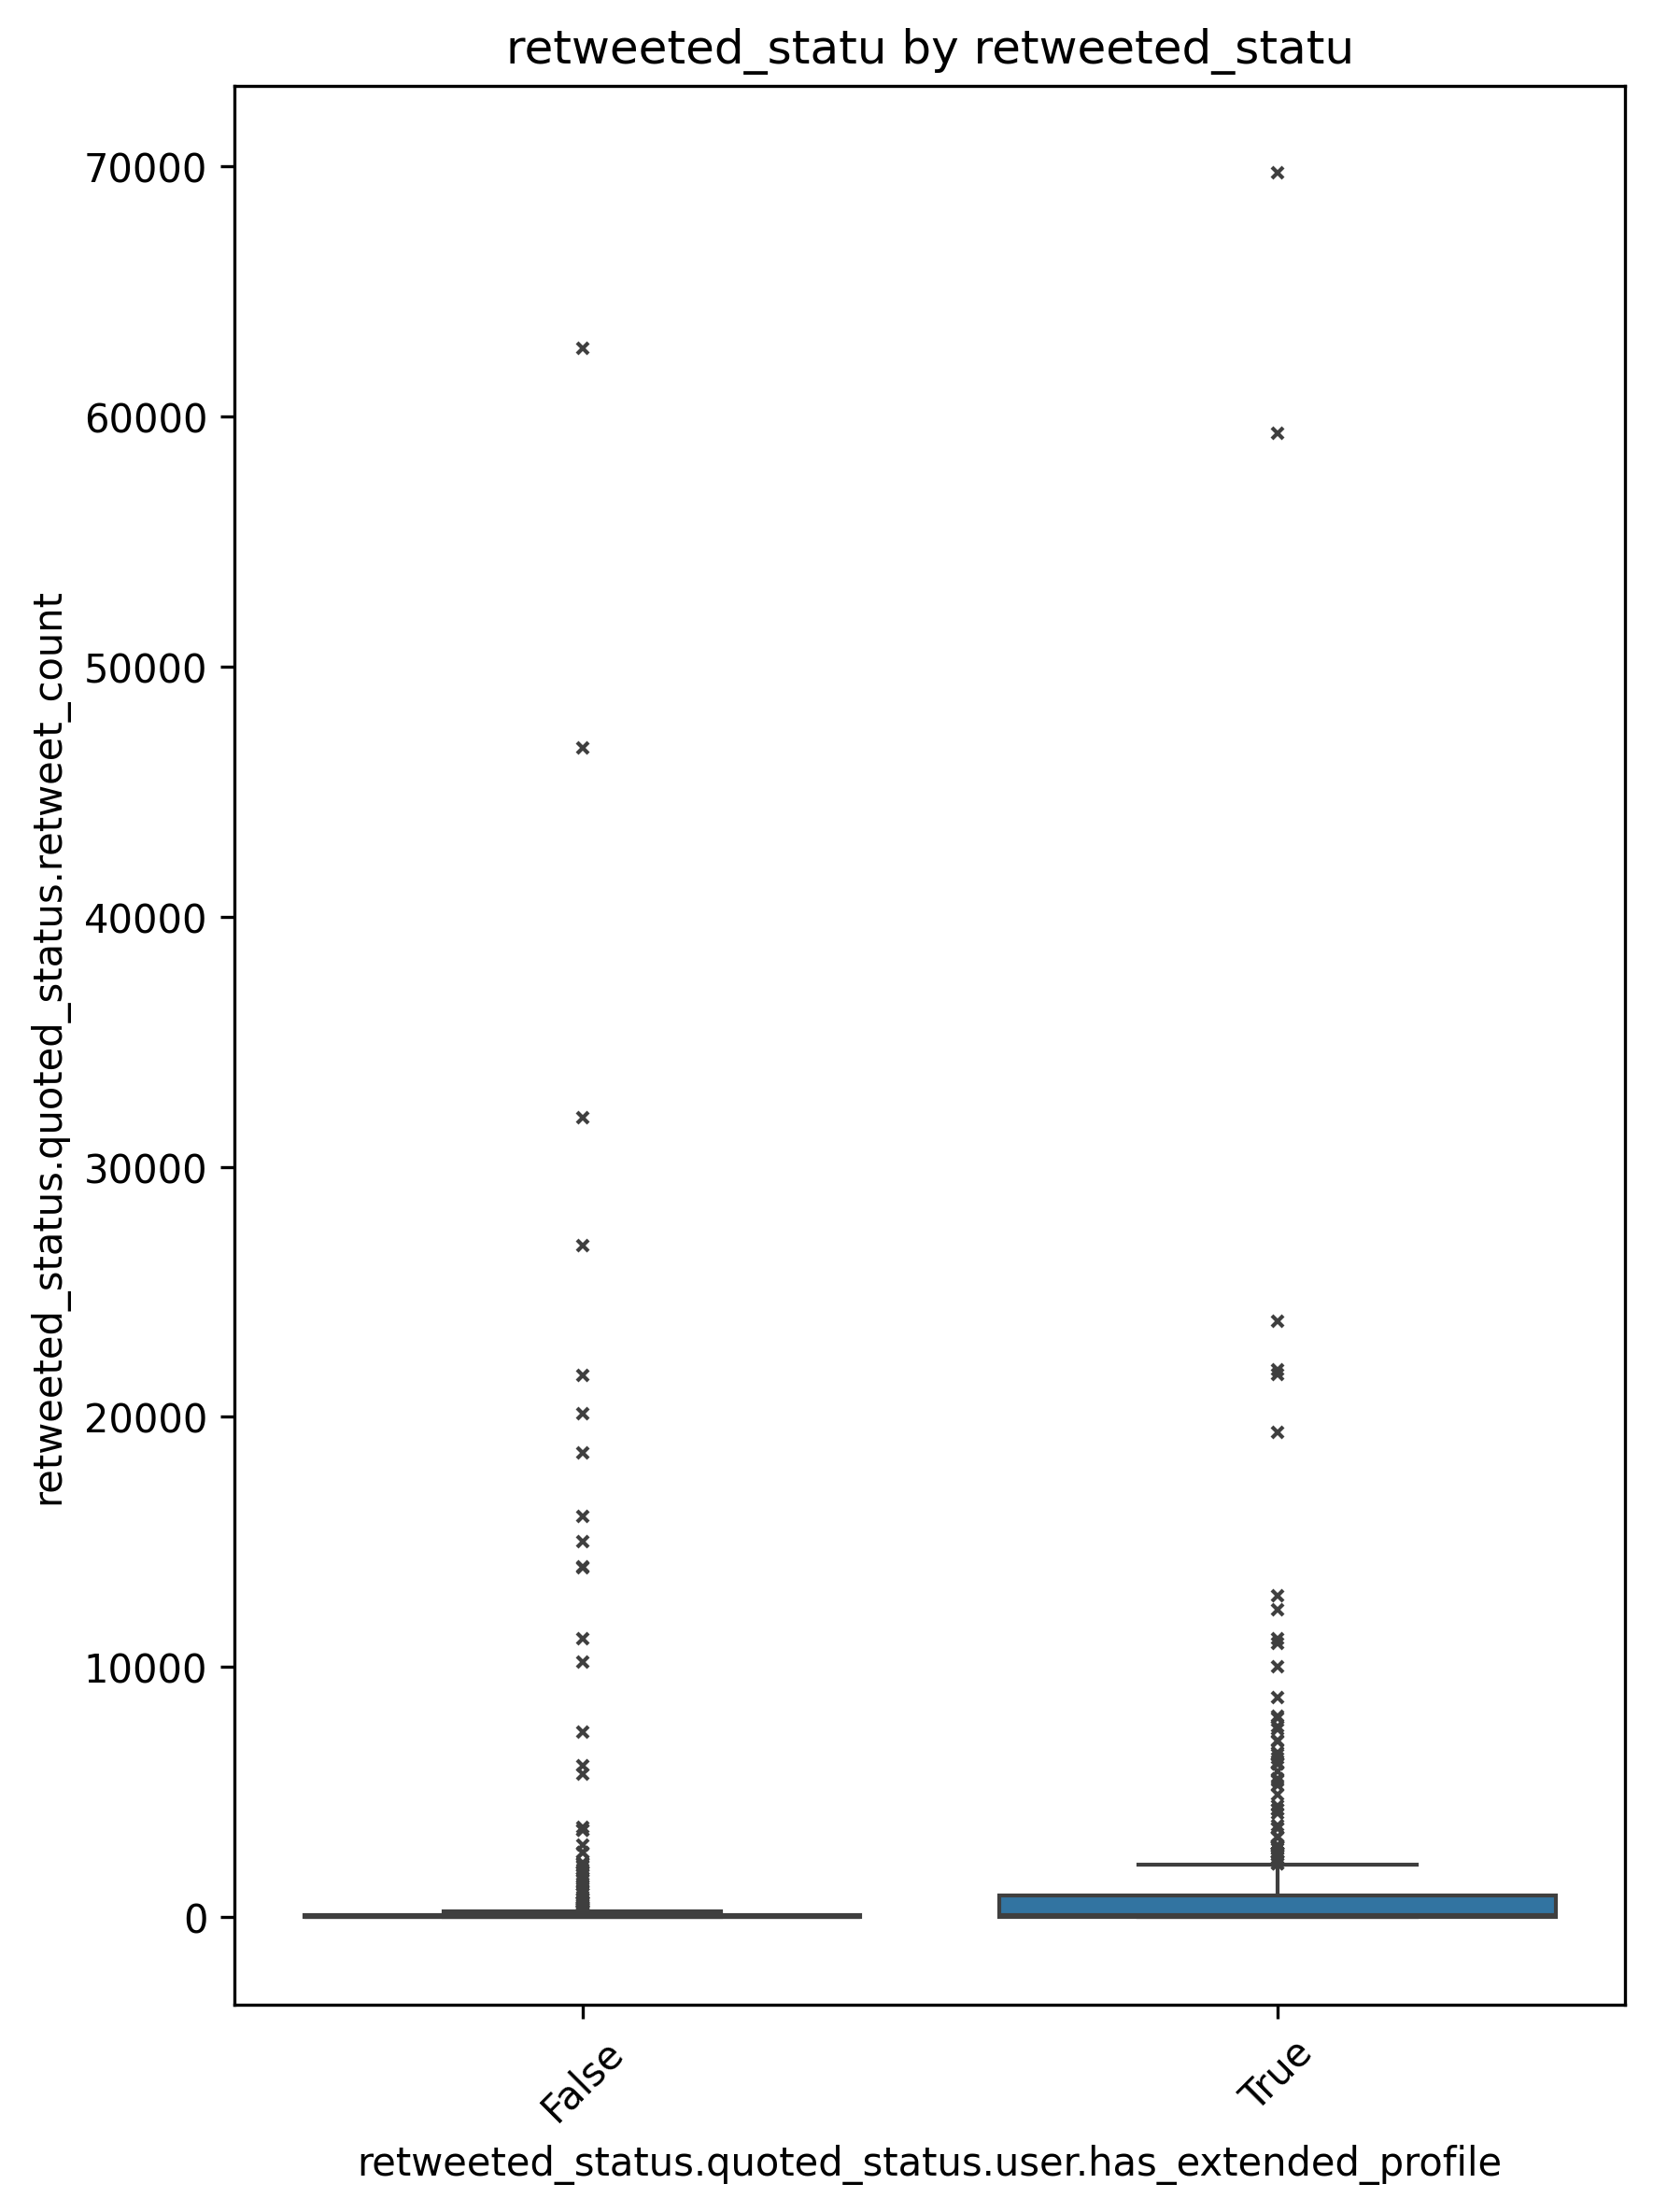 retweeted_statu by retweeted_statu
70000
60000
50000
40000
30000
20000
10000
0
retweeted_status.quoted_status.retweet_count
False
True
retweeted_status.quoted_status.user.has_extended_profile